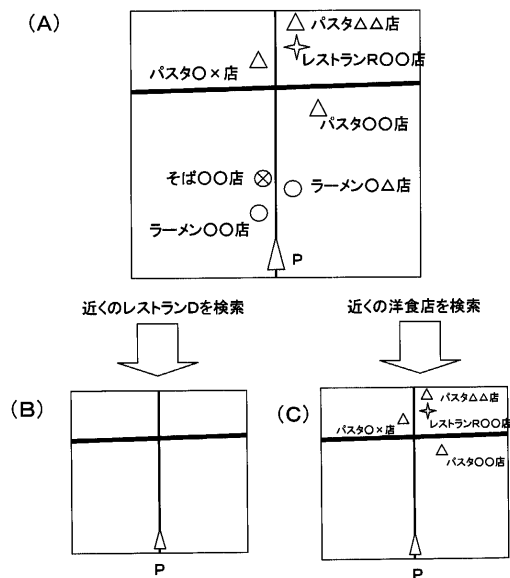 (A)
パスタ△△店
レストランR○○店
パスタ○×店
パスタ○○店
そば○○店
ラーメン○△店
ラーメン○○店
P
近くのレストランDを検索
近くの洋食店を検索
(B)
P
(C)
パスタ△△店
レストランR○○店
パスタ○×店
パスタ○○店
P